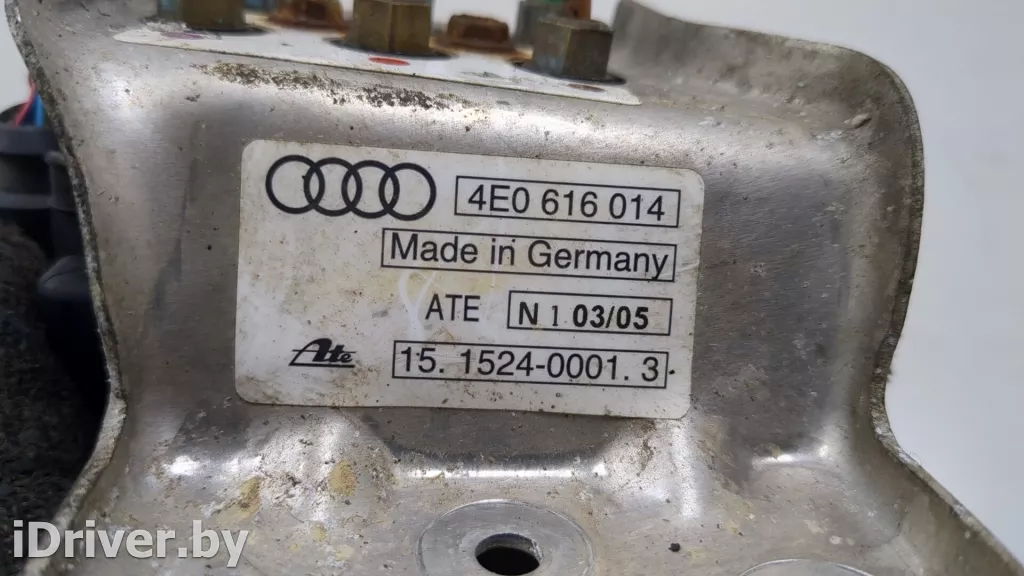 4E0 616 014
Made in Germany
ATE N 1 03/05
Ate 15. 1524-0001. 3
iDriver.by